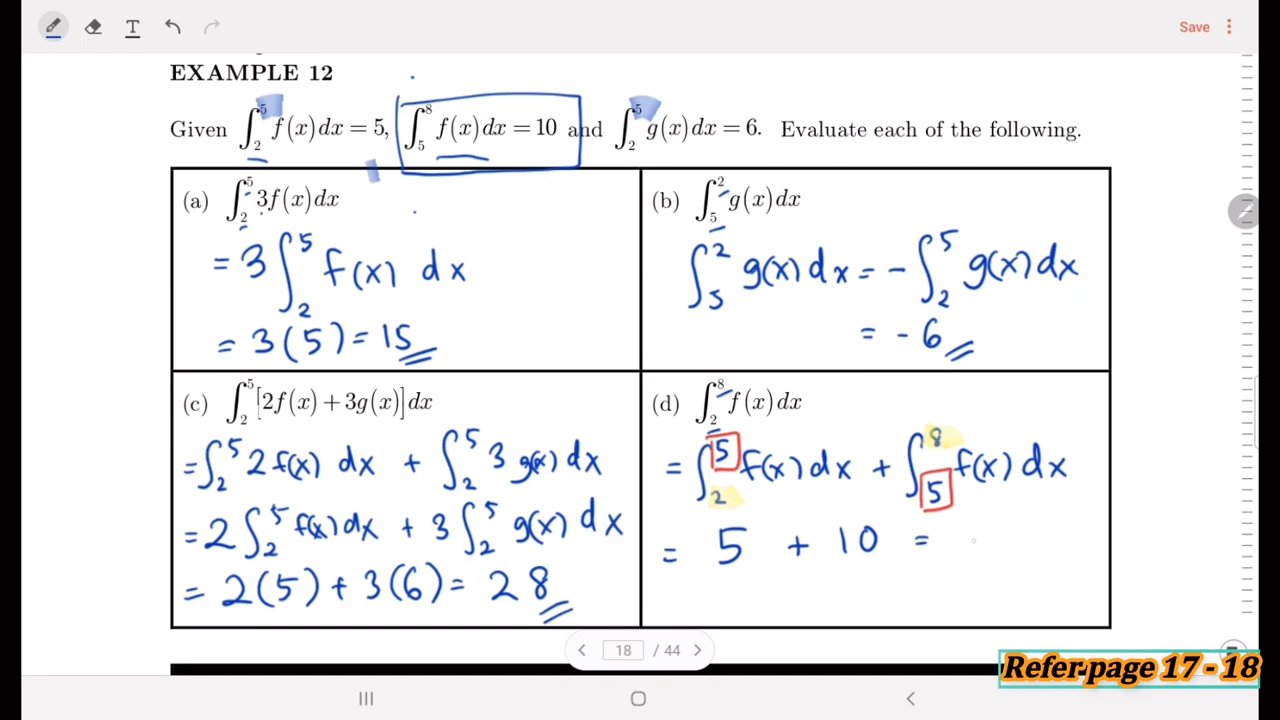 Save
EXAMPLE 12
Given ∫₂⁵ f(x)dx = 5, ∫₅⁸ f(x)dx = 10 and ∫₂⁵ g(x)dx = 6. Evaluate each of the following.
(a) ∫₂⁵ 3f(x)dx
= 3 ∫₂⁵ f(x) dx
= 3(5) = 15
(b) ∫₅² g(x)dx
∫₅² g(x)dx = - ∫₂⁵ g(x)dx
= - 6
(c) ∫₂⁵ [2f(x) + 3g(x)]dx
= ∫₂⁵ 2 f(x) dx + ∫₂⁵ 3 g(x) dx
= 2 ∫₂⁵ f(x) dx + 3 ∫₂⁵ g(x) dx
= 2(5) + 3(6) = 28
(d) ∫₂⁸ f(x)dx
= ∫₂⁵ f(x)dx + ∫₅⁸ f(x)dx
= 5 + 10 =
18 / 44
Refer page 17 - 18